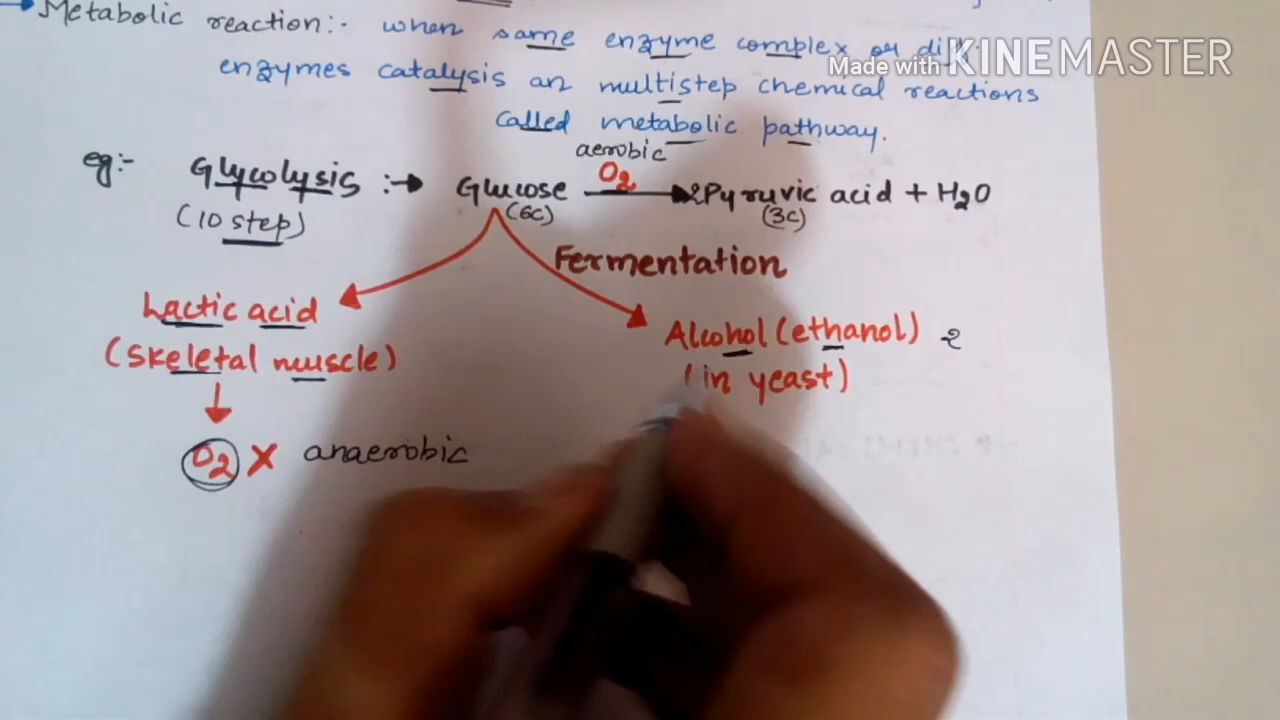 Metabolic reaction:- when same enzyme complex or diff.
Made with KINEMASTER
enzymes catalysis an multistep chemical reactions
called metabolic pathway.
eg:- Glycolysis :→ Glucose aerobic O2 → 2Pyruvic acid + H2O
(10 step) (6C) (3C)
Fermentation
Lactic acid Alcohol (ethanol) 2
(skeletal muscle) (in yeast)
O2 X anaerobic